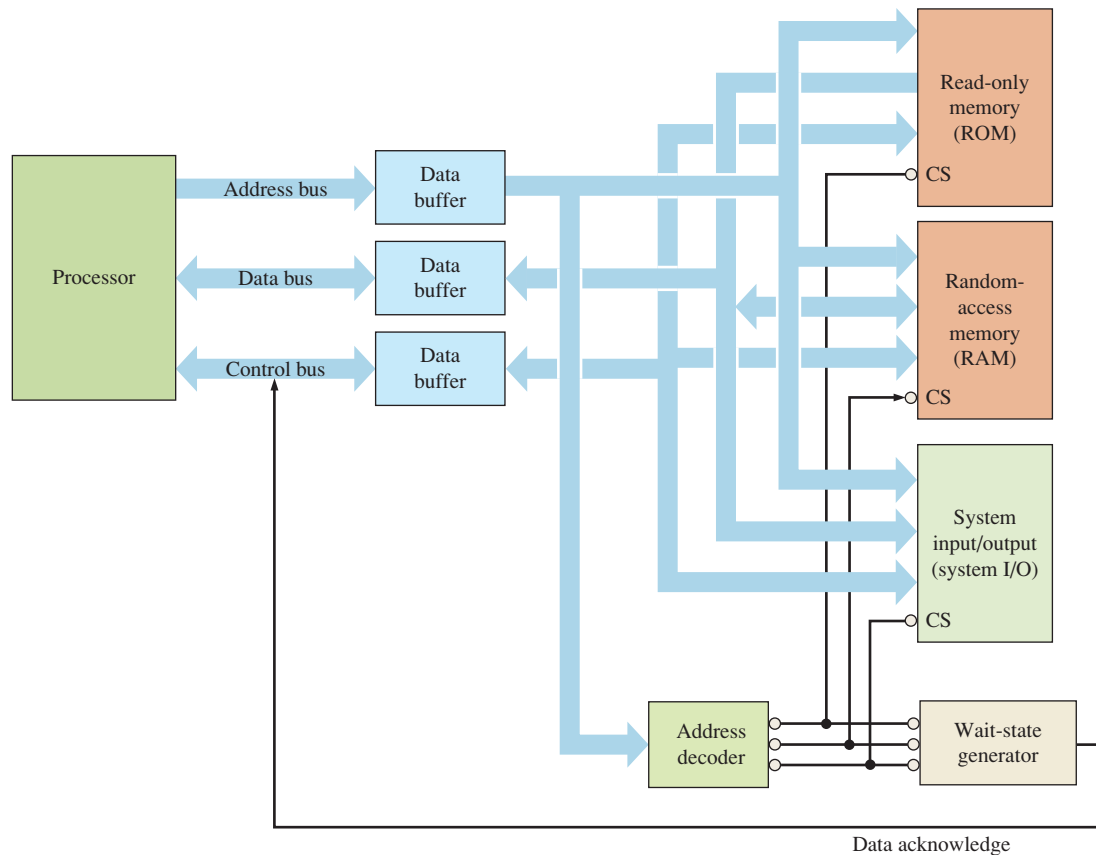 Read-only
memory
(ROM)
CS
Processor
Address bus
Data
buffer
Data bus
Data
buffer
Control bus
Data
buffer
Random-
access
memory
(RAM)
CS
System
input/output
(system I/O)
CS
Address
decoder
Wait-state
generator
Data acknowledge